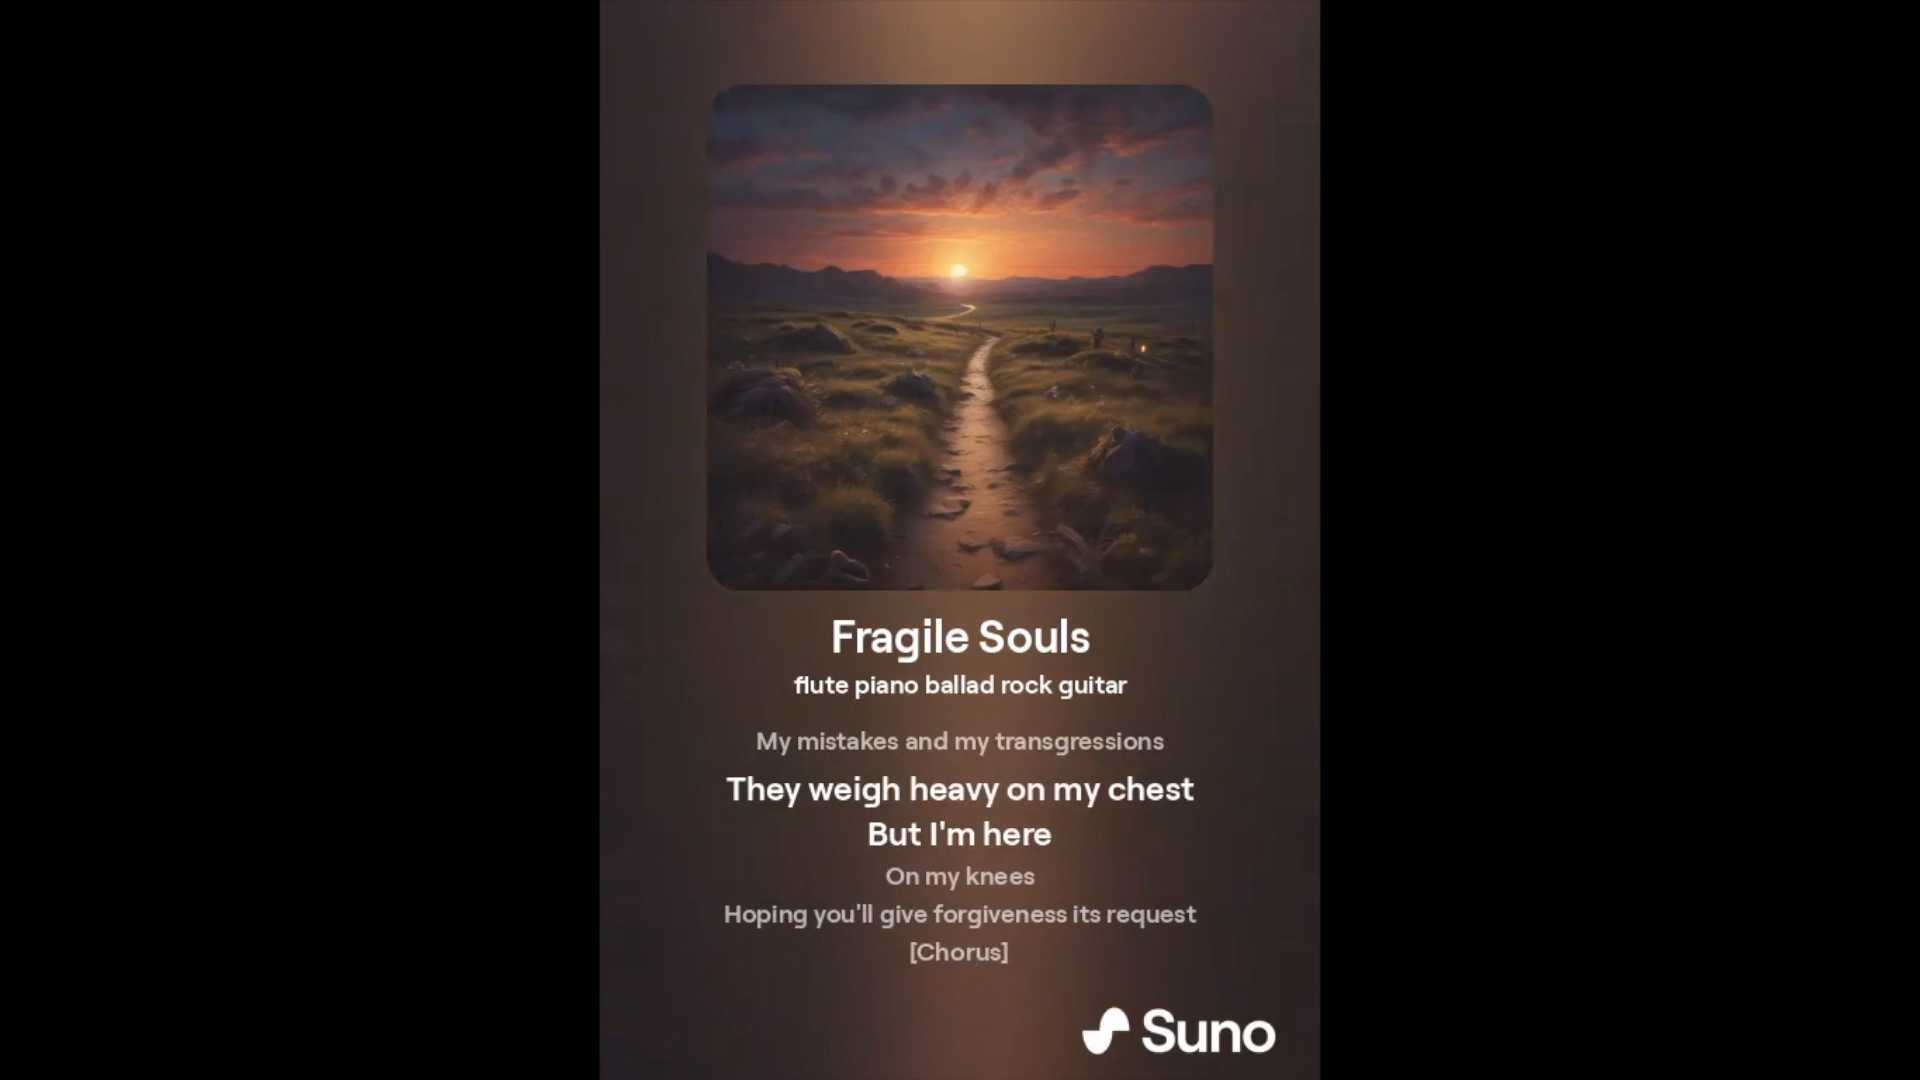 Fragile Souls
flute piano ballad rock guitar
My mistakes and my transgressions
They weigh heavy on my chest
But I'm here
On my knees
Hoping you'll give forgiveness its request
[Chorus]
Suno